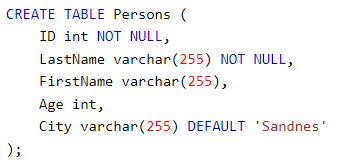 CREATE TABLE Persons (
    ID int NOT NULL,
    LastName varchar(255) NOT NULL,
    FirstName varchar(255),
    Age int,
    City varchar(255) DEFAULT 'Sandnes'
);